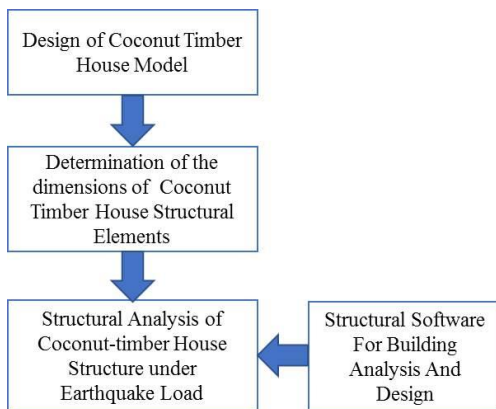 Design of Coconut Timber
House Model
Determination of the
dimensions of Coconut
Timber House Structural
Elements
Structural Analysis of
Coconut-timber House
Structure under
Earthquake Load
Structural Software
For Building
Analysis And
Design